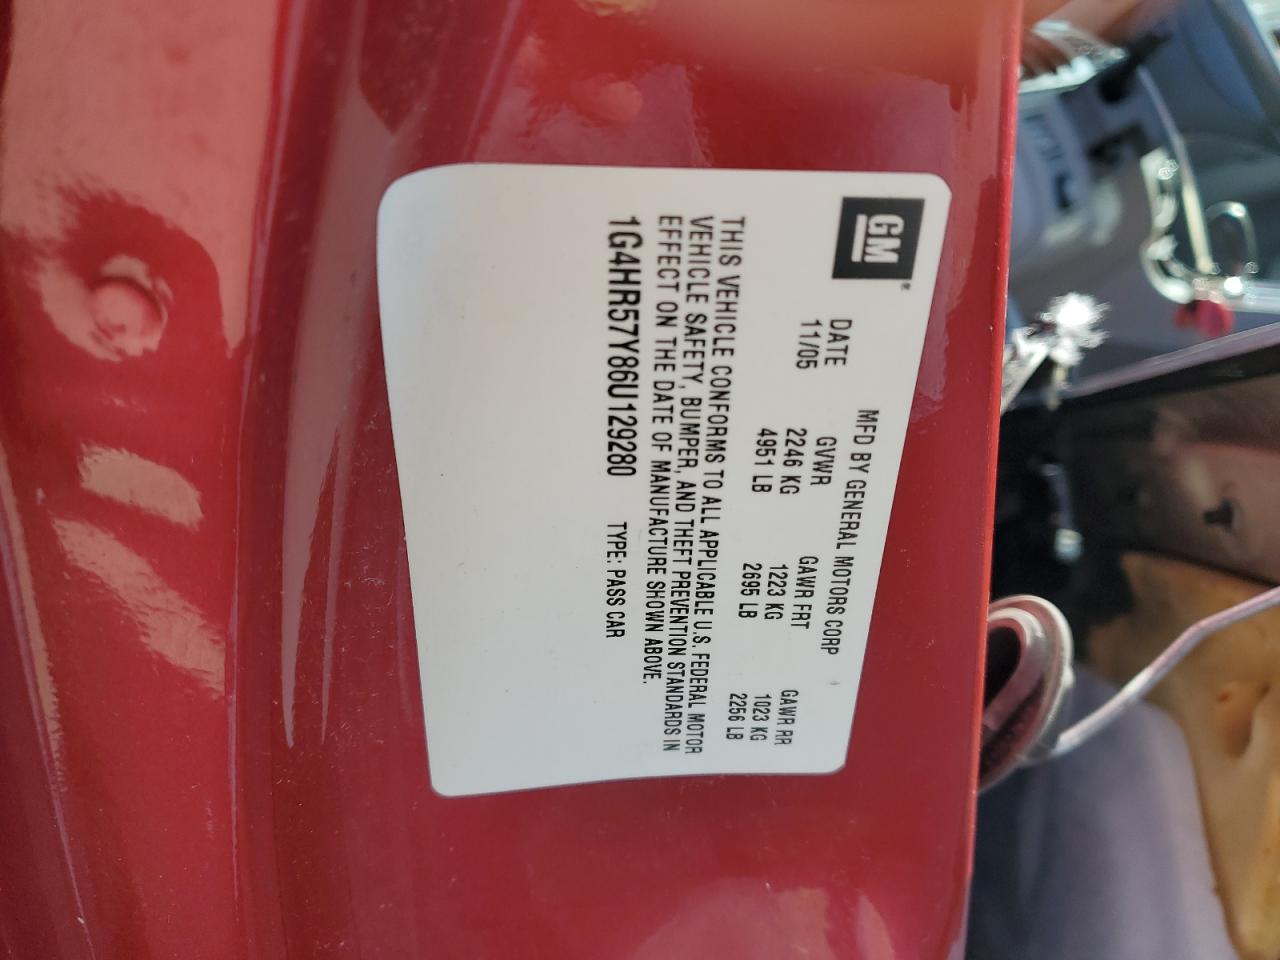 GM®
MFD BY GENERAL MOTORS CORP
DATE GVWR GAWR FRT GAWR RR
11/05 2246 KG 1223 KG 1023 KG
4951 LB 2695 LB 2256 LB
THIS VEHICLE CONFORMS TO ALL APPLICABLE U.S. FEDERAL MOTOR
VEHICLE SAFETY, BUMPER, AND THEFT PREVENTION STANDARDS IN
EFFECT ON THE DATE OF MANUFACTURE SHOWN ABOVE.
1G4HR57Y86U129280 TYPE: PASS CAR